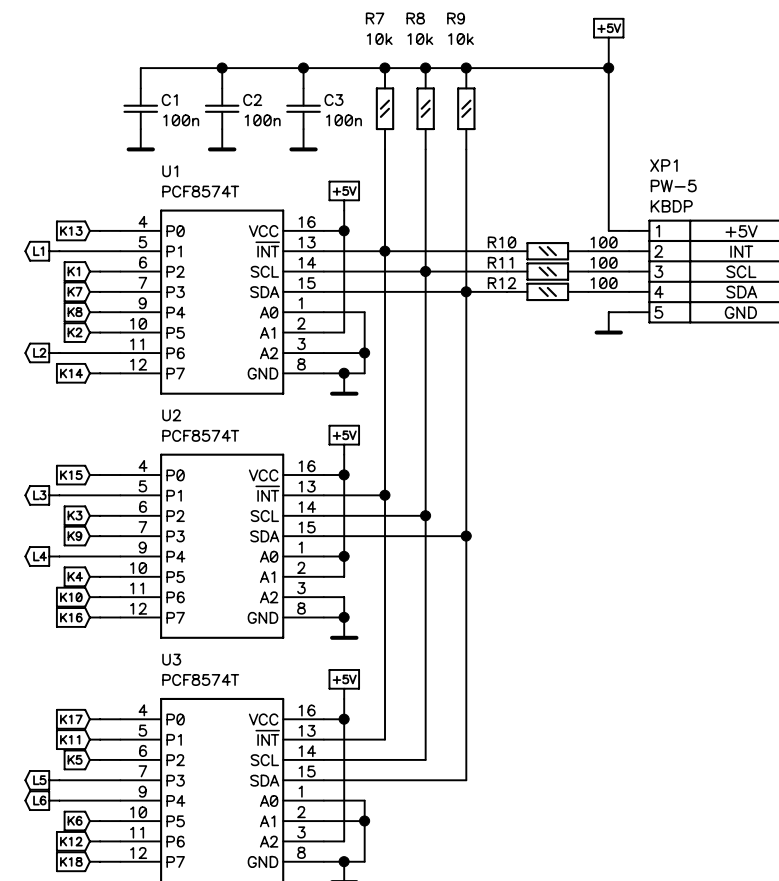 R7 R8 R9
10k 10k 10k
+5V
C1 C2 C3
100n 100n 100n
XP1
PW-5
KBDP
1 +5V
2 INT
3 SCL
4 SDA
5 GND
R10 100
R11 100
R12 100
U1
PCF8574T
+5V
K13 4 P0 VCC 16
L1 5 P1 INT 13
K1 6 P2 SCL 14
K7 7 P3 SDA 15
K8 9 P4 A0 1
K2 10 P5 A1 2
L2 11 P6 A2 3
K14 12 P7 GND 8
U2
PCF8574T
+5V
K15 4 P0 VCC 16
L3 5 P1 INT 13
K3 6 P2 SCL 14
K9 7 P3 SDA 15
L4 9 P4 A0 1
K4 10 P5 A1 2
K10 11 P6 A2 3
K16 12 P7 GND 8
U3
PCF8574T
+5V
K17 4 P0 VCC 16
K11 5 P1 INT 13
K5 6 P2 SCL 14
L5 7 P3 SDA 15
L6 9 P4 A0 1
K6 10 P5 A1 2
K12 11 P6 A2 3
K18 12 P7 GND 8